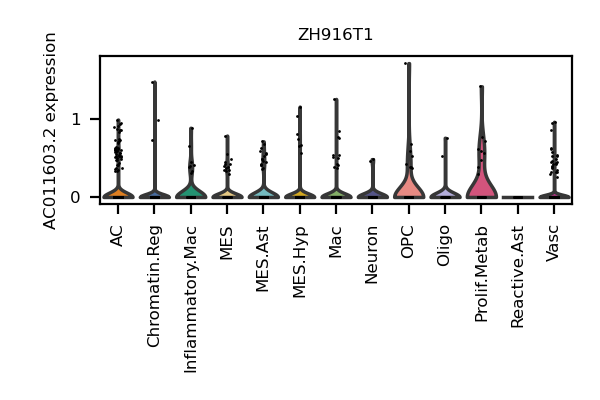 ZH916T1
AC011603.2 expression
1
0
AC
Chromatin.Reg
Inflammatory.Mac
MES
MES.Ast
MES.Hyp
Mac
Neuron
OPC
Oligo
Prolif.Metab
Reactive.Ast
Vasc